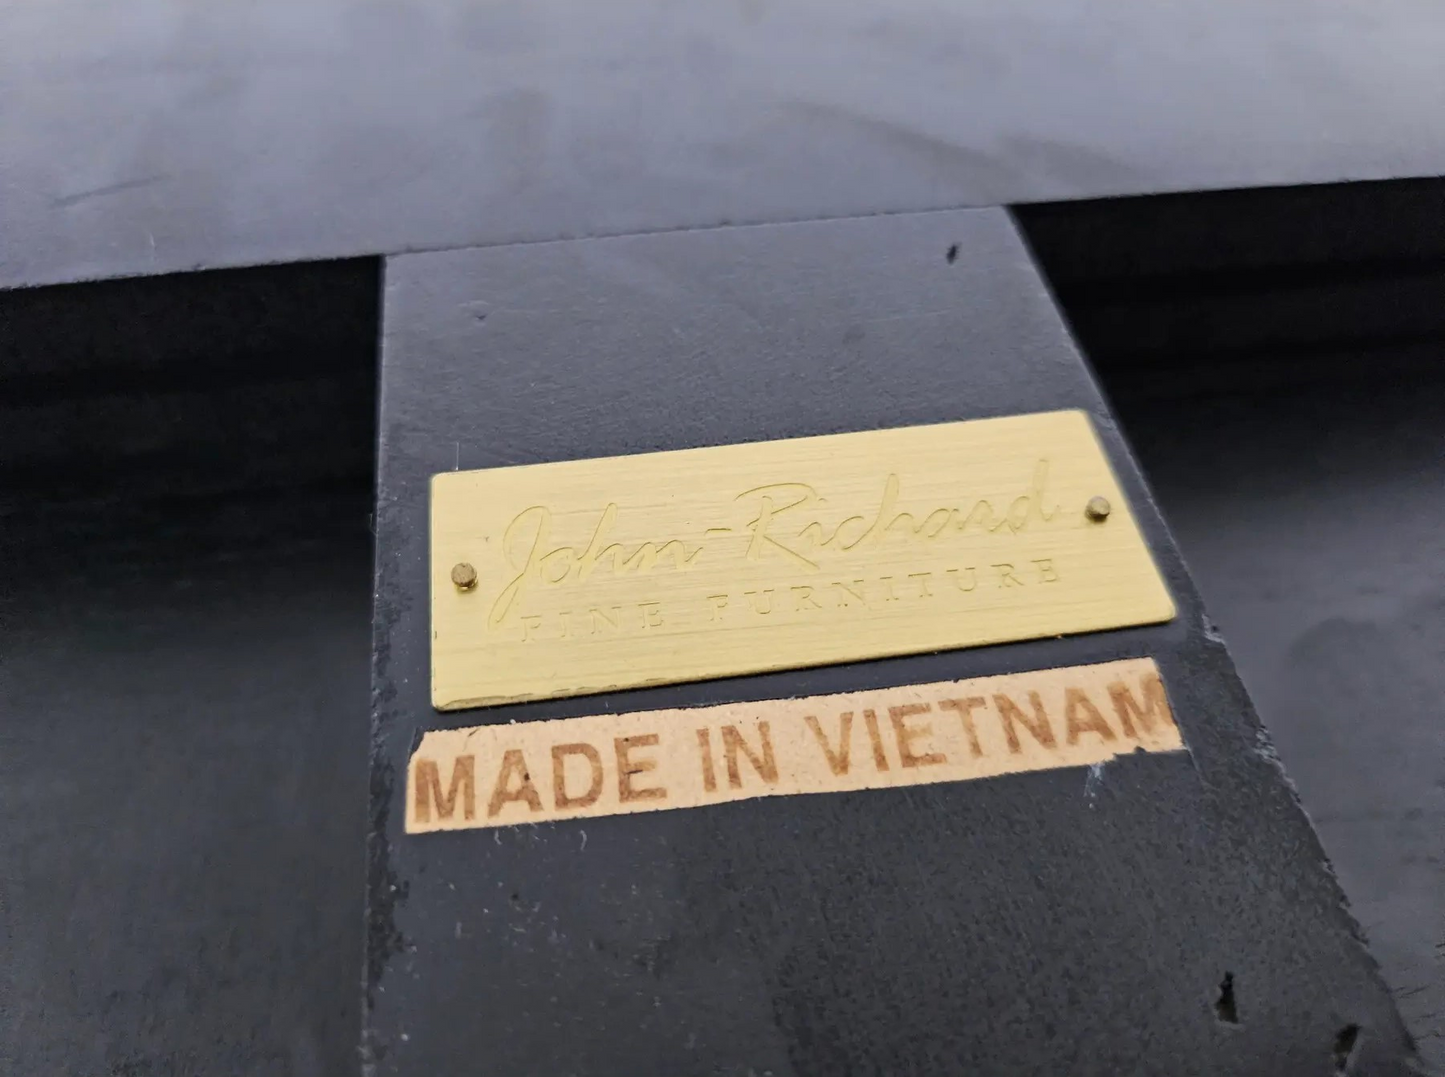 John-Richard
FINE FURNITURE
MADE IN VIETNAM